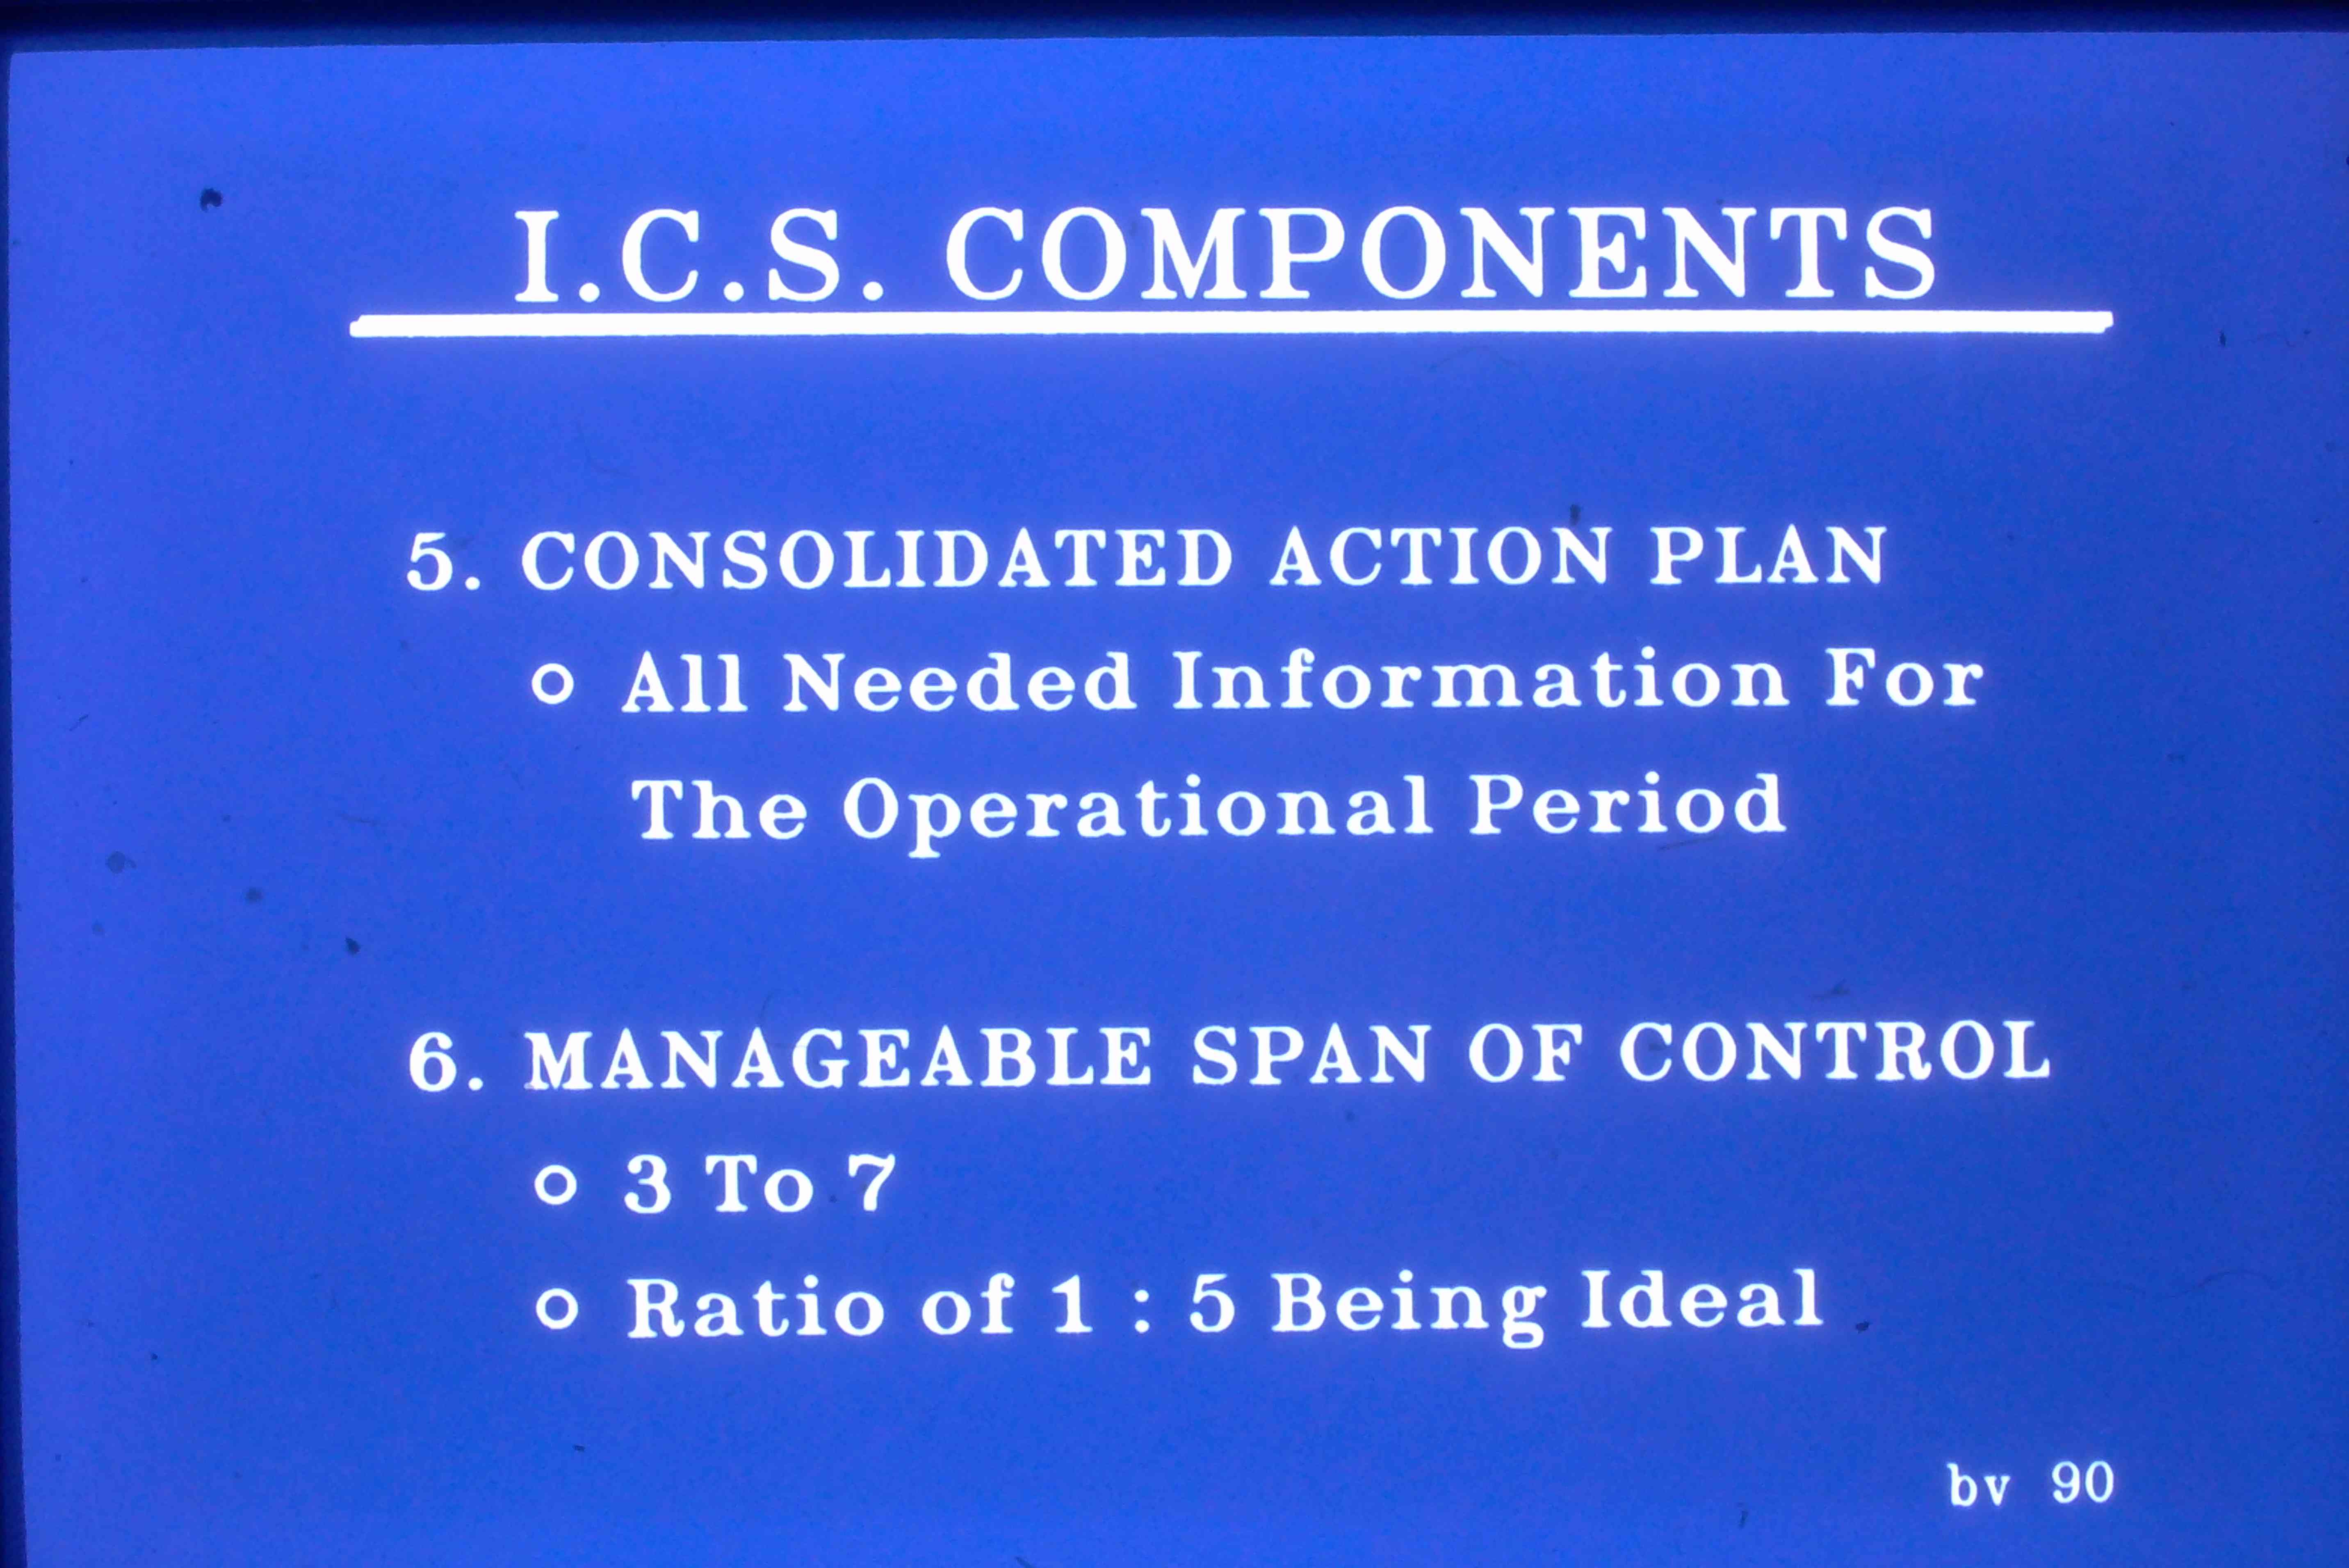 I.C.S. COMPONENTS
5. CONSOLIDATED ACTION PLAN
o All Needed Information For
The Operational Period
6. MANAGEABLE SPAN OF CONTROL
o 3 To 7
o Ratio of 1 : 5 Being Ideal
bv 90